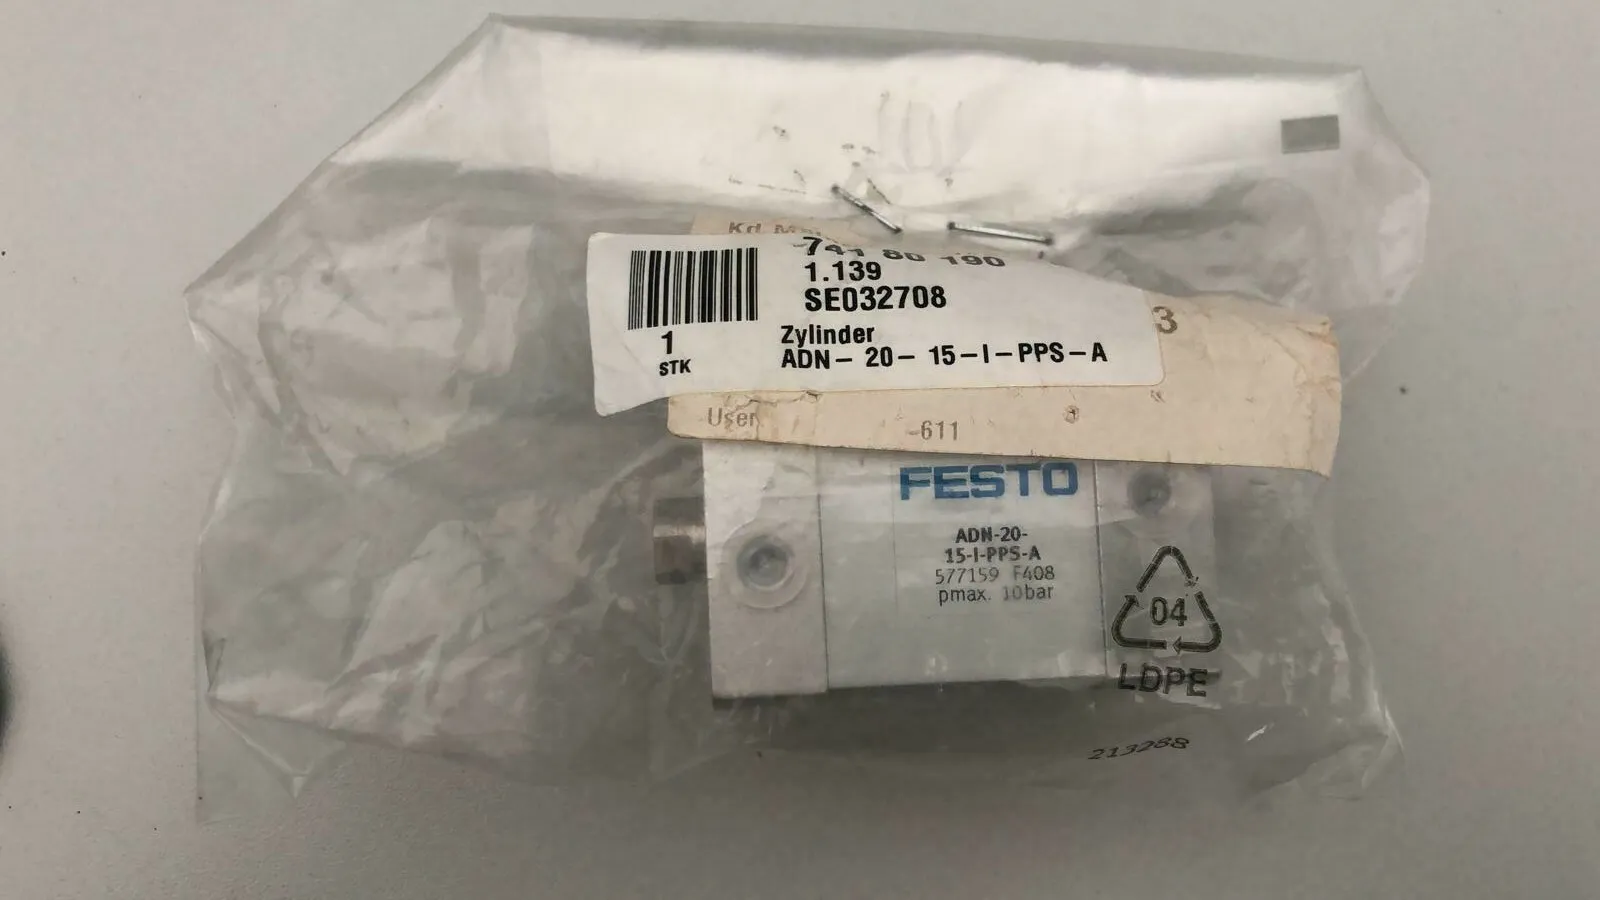 Kd
741 80 190
1.139
SE032708
3
1
STK
Zylinder
ADN- 20- 15-I-PPS-A
User
-611
FESTO
ADN-20-
15-I-PPS-A
577159 F408
pmax. 10bar
04
LDPE
213288